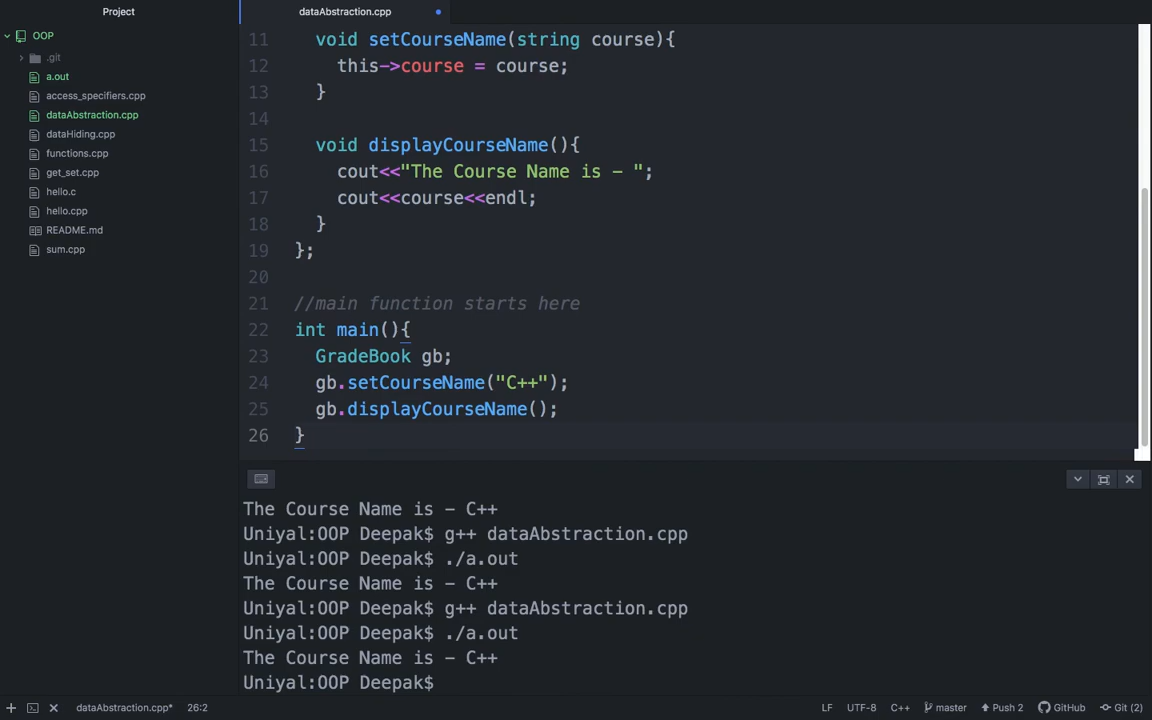 Project
dataAbstraction.cpp
OOP
.git
a.out
access_specifiers.cpp
dataAbstraction.cpp
dataHiding.cpp
functions.cpp
get_set.cpp
hello.c
hello.cpp
README.md
sum.cpp
11 void setCourseName(string course){
12 this->course = course;
13 }
14
15 void displayCourseName(){
16 cout<<"The Course Name is - ";
17 cout<<course<<endl;
18 }
19 };
20
21 //main function starts here
22 int main(){
23 GradeBook gb;
24 gb.setCourseName("C++");
25 gb.displayCourseName();
26 }
The Course Name is - C++
Uniyal:OOP Deepak$ g++ dataAbstraction.cpp
Uniyal:OOP Deepak$ ./a.out
The Course Name is - C++
Uniyal:OOP Deepak$ g++ dataAbstraction.cpp
Uniyal:OOP Deepak$ ./a.out
The Course Name is - C++
Uniyal:OOP Deepak$
dataAbstraction.cpp* 26:2 LF UTF-8 C++ master Push 2 GitHub Git (2)